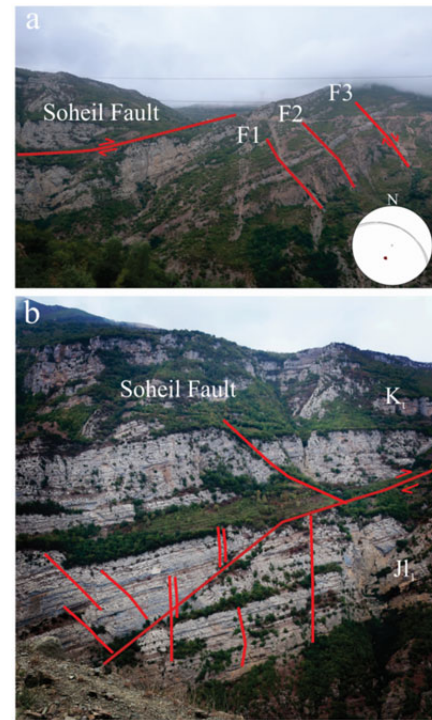 a
Soheil Fault
F1
F2
F3
N
b
Soheil Fault
K₁
Jl₁